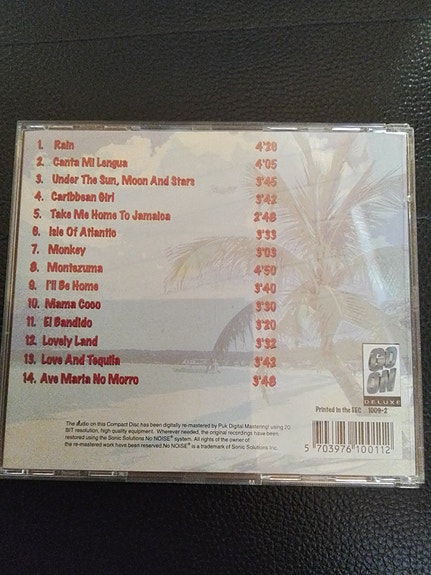 1. Rain 4'20
2. Canta Mi Lengua 4'05
3. Under The Sun, Moon And Stars 3'45
4. Caribbean Girl 3'42
5. Take Me Home To Jamaica 2'48
6. Isle Of Atlantic 3'33
7. Monkey 3'03
8. Montezuma 4'50
9. I'll Be Home 3'40
10. Mama Cooo 3'30
11. El Bandido 3'20
12. Lovely Land 3'32
13. Love And Tequila 3'42
14. Ave Maria No Morro 3'48
GO
ON
DELUXE
Printed in the EEC 1009-2
The audio on this Compact Disc has been digitally re-mastered by Puk Digital Mastering! using 20
BIT resolution, high quality equipment. Wherever needed, the original recordings have been
restored using the Sonic Solutions No NOISE® system. All rights of the owner of
the re-mastered work have been reserved.No NOISE® is a trademark of Sonic Solutions Inc.
5 703976 100112